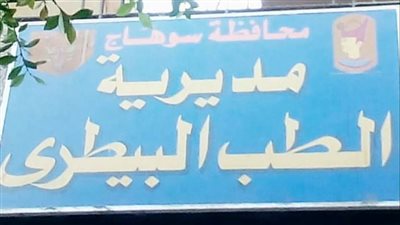 محافظة سوهاج
مديرية
الطب البيطرى